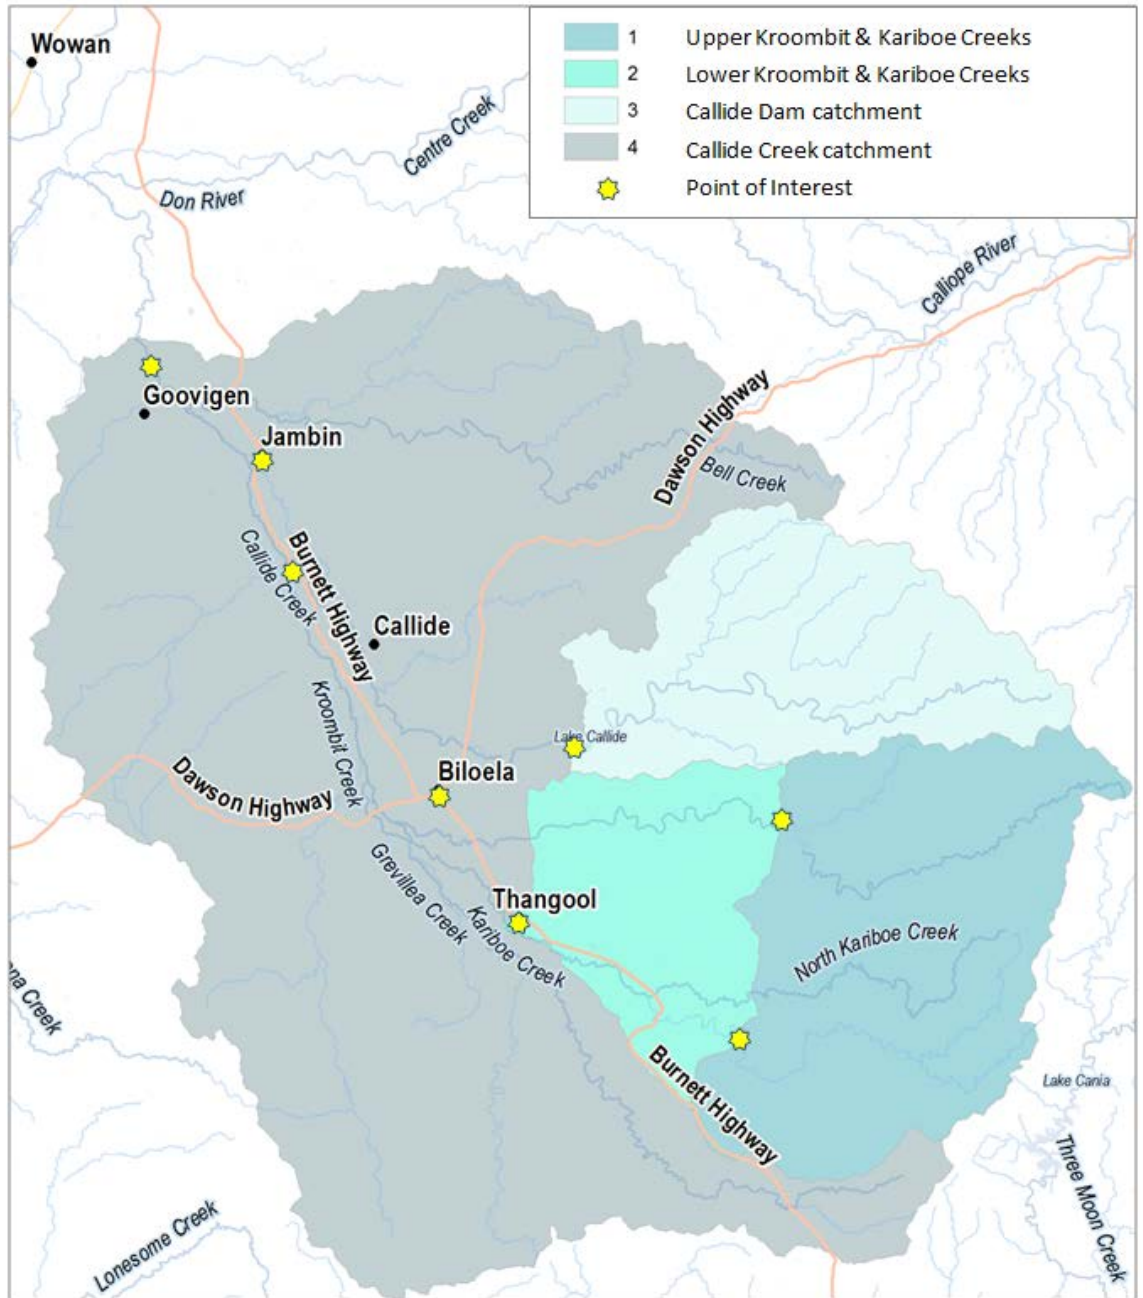 Wowan
1 Upper Kroombit & Kariboe Creeks
2 Lower Kroombit & Kariboe Creeks
3 Callide Dam catchment
4 Callide Creek catchment
Point of Interest
Centre Creek
Don River
Calliope River
Goovigen
Jambin
Dawson Highway
Bell Creek
Burnett Highway
Callide Creek
Callide
Kroombit Creek
Lake Callide
Biloela
Dawson Highway
Grevillea Creek
Thangool
Kariboe Creek
North Kariboe Creek
na Creek
Burnett Highway
Lake Cania
Three Moon Creek
Lonesome Creek